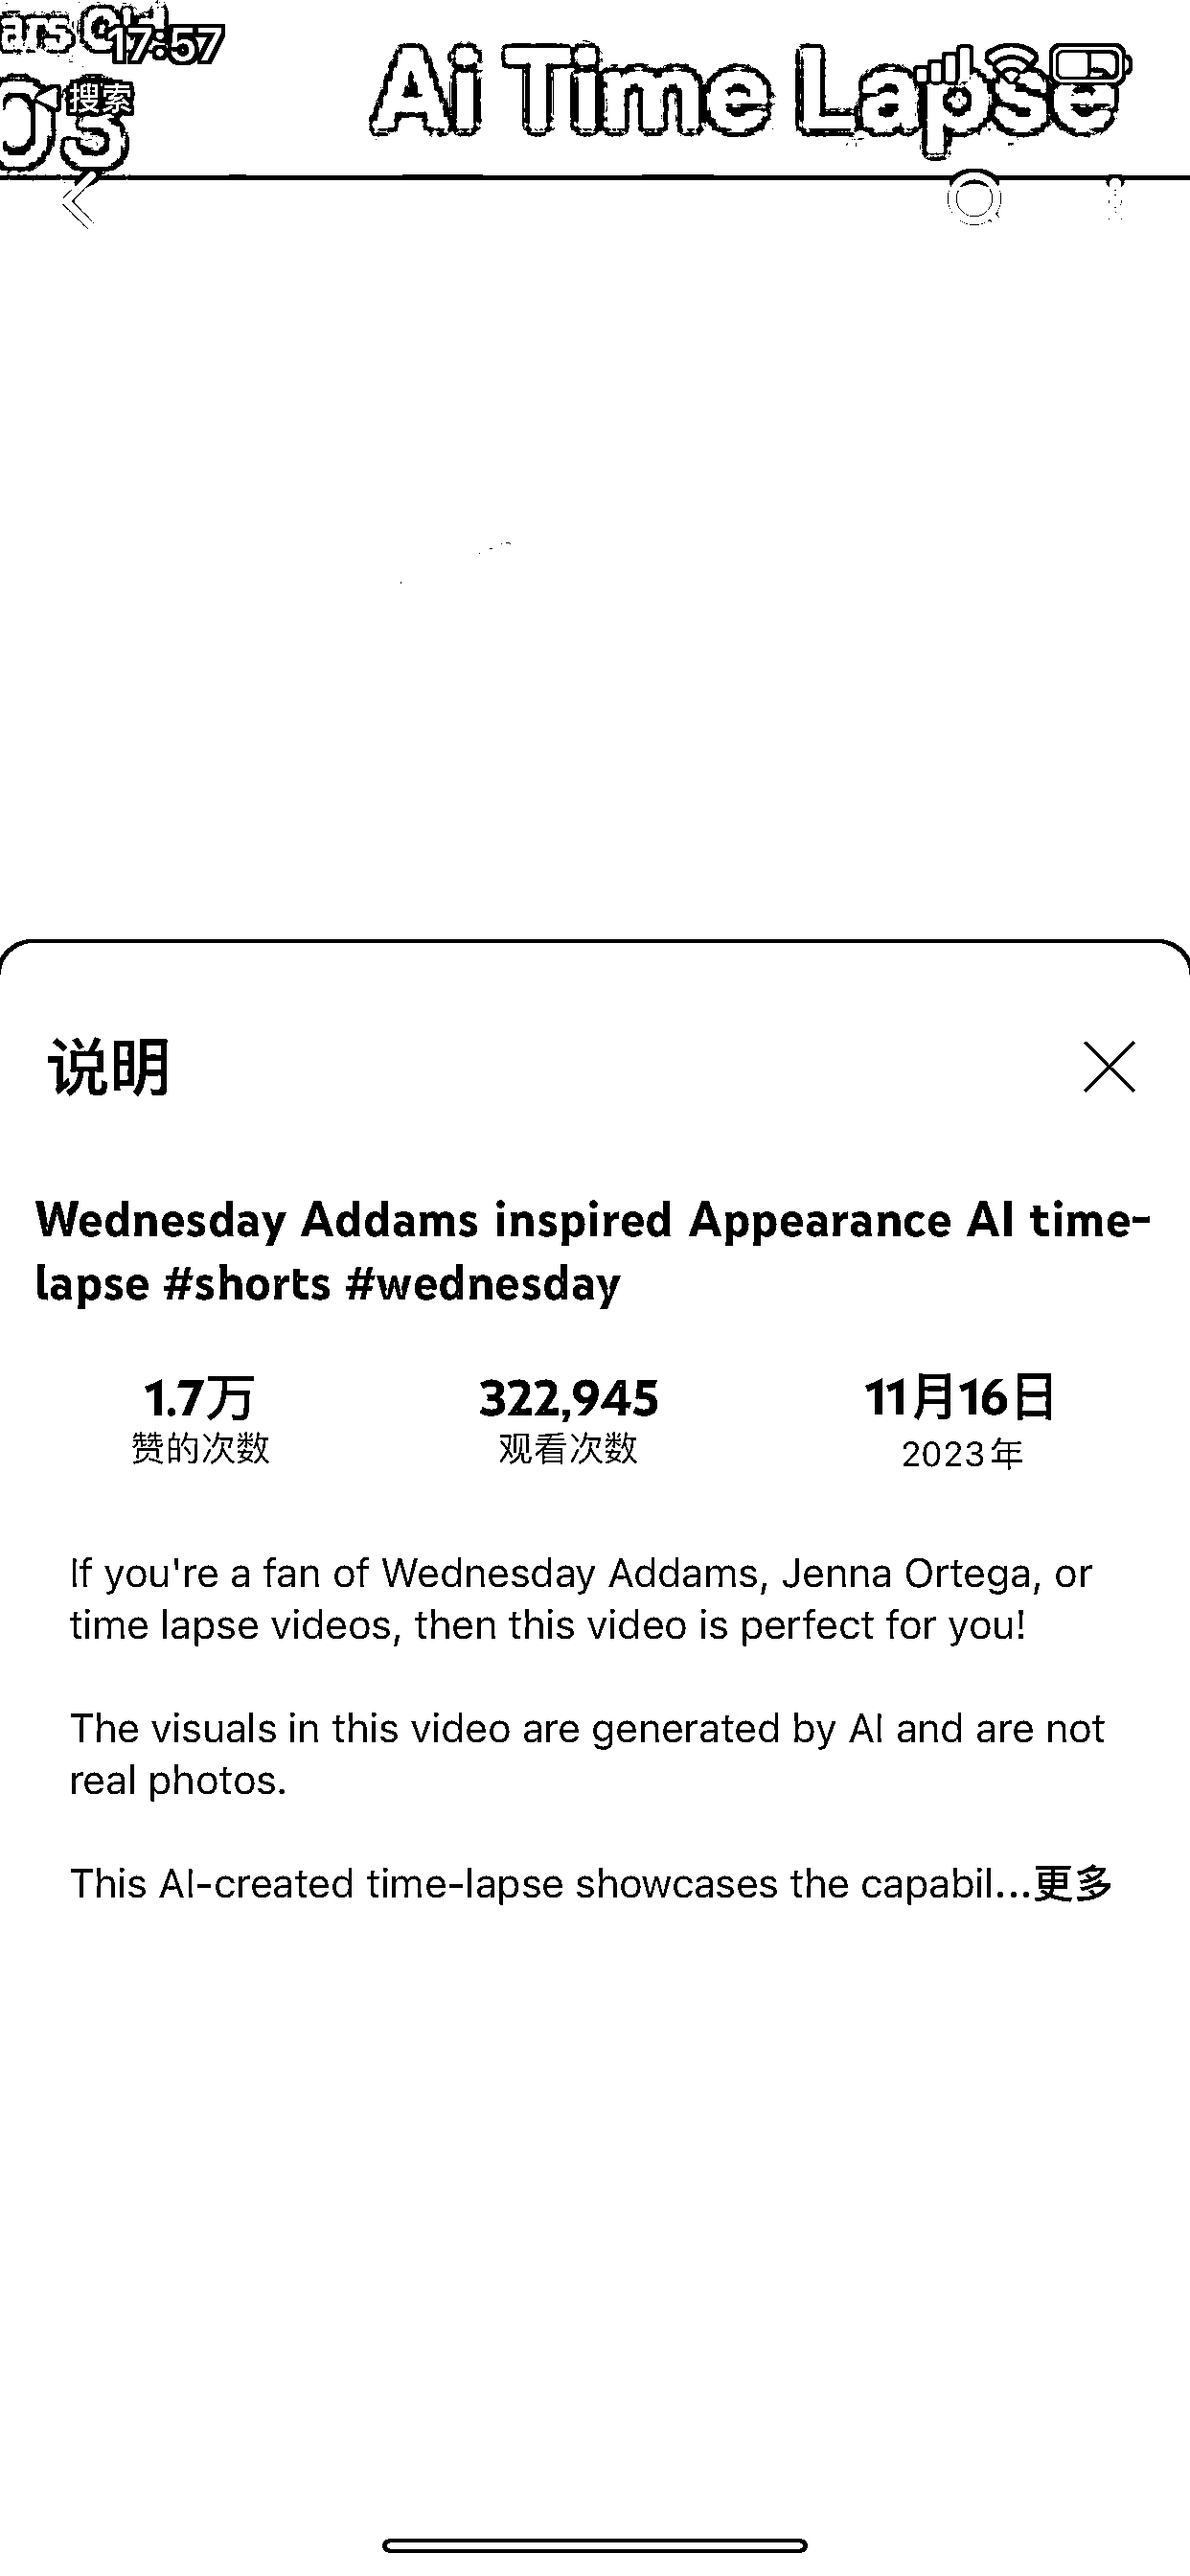 ars Old
17:57
Ai Time Lapse
03
搜索
说明
Wednesday Addams inspired Appearance AI time-
lapse #shorts #wednesday
1.7万
322,945
11月16日
赞的次数
观看次数
2023年
If you're a fan of Wednesday Addams, Jenna Ortega, or
time lapse videos, then this video is perfect for you!
The visuals in this video are generated by AI and are not
real photos.
This AI-created time-lapse showcases the capabil...更多